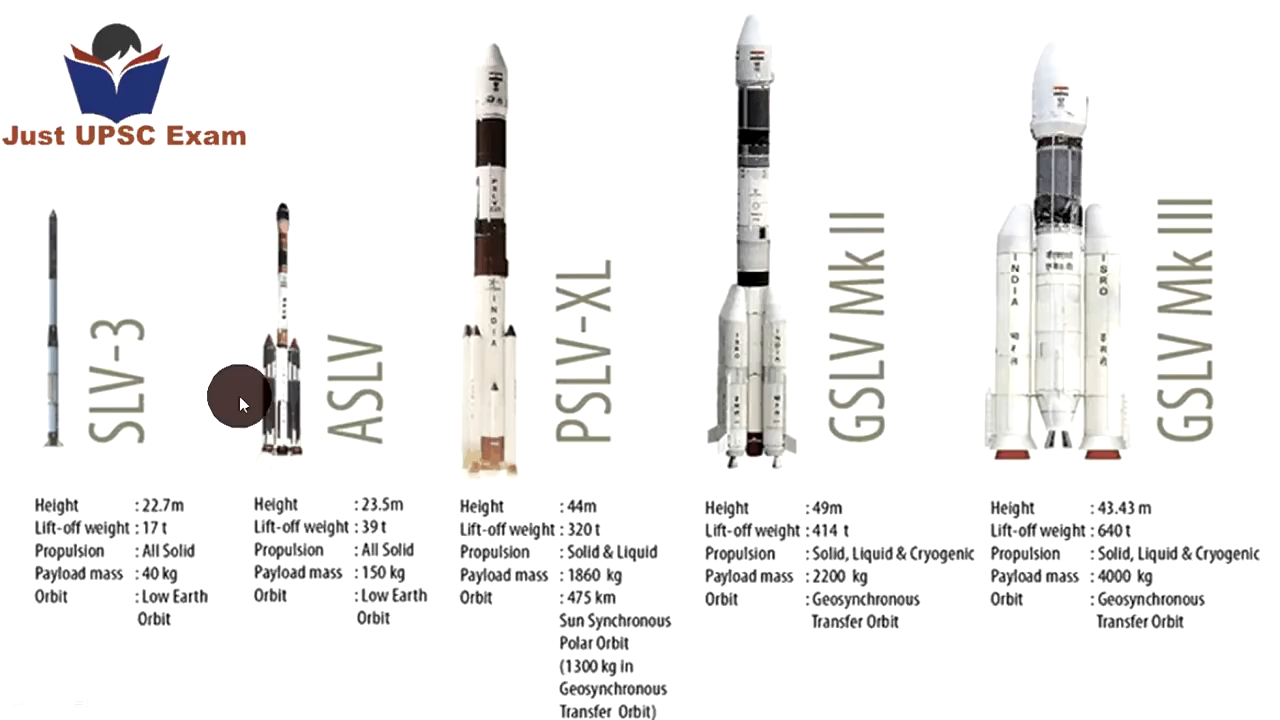 Just UPSC Exam
SLV-3
ASLV
PSLV-XL
GSLV Mk II
GSLV Mk III
PSLV
INDIA
ISRO
INDIA
INDIA
ISRO
Height : 22.7m
Lift-off weight : 17 t
Propulsion : All Solid
Payload mass : 40 kg
Orbit : Low Earth
Orbit
Height : 23.5m
Lift-off weight : 39 t
Propulsion : All Solid
Payload mass : 150 kg
Orbit : Low Earth
Orbit
Height : 44m
Lift-off weight : 320 t
Propulsion : Solid & Liquid
Payload mass : 1860 kg
Orbit : 475 km
Sun Synchronous
Polar Orbit
(1300 kg in
Geosynchronous
Transfer Orbit)
Height : 49m
Lift-off weight : 414 t
Propulsion : Solid, Liquid & Cryogenic
Payload mass : 2200 kg
Orbit : Geosynchronous
Transfer Orbit
Height : 43.43 m
Lift-off weight : 640 t
Propulsion : Solid, Liquid & Cryogenic
Payload mass : 4000 kg
Orbit : Geosynchronous
Transfer Orbit